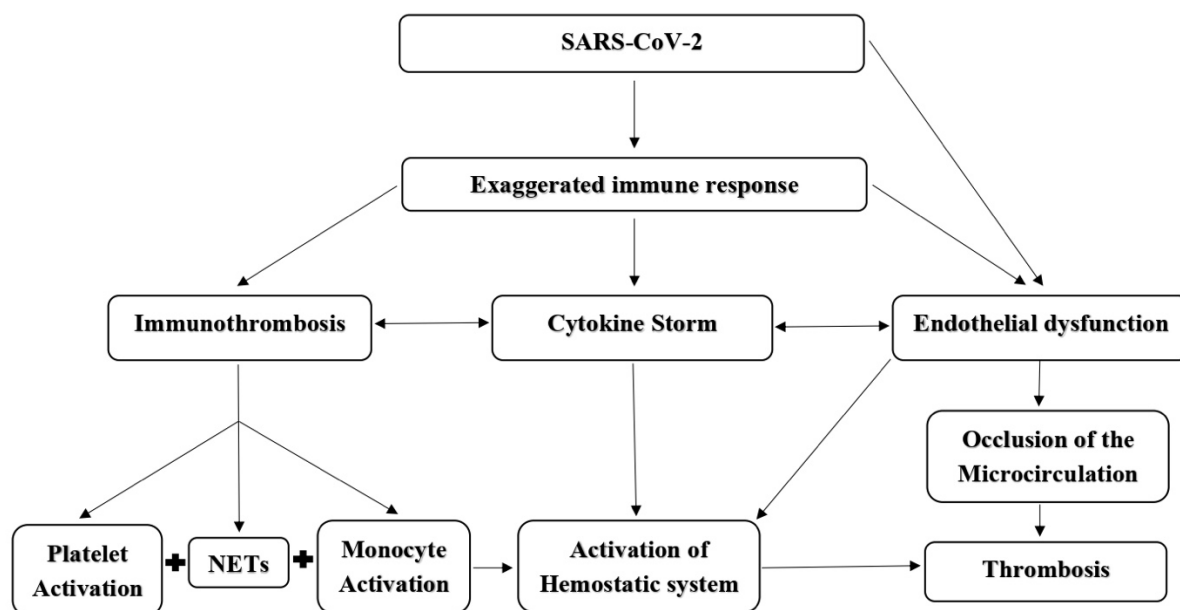 SARS-CoV-2
Exaggerated immune response
Immunothrombosis
Cytokine Storm
Endothelial dysfunction
Occlusion of the
Microcirculation
Platelet
Activation
NETs
Monocyte
Activation
Activation of
Hemostatic system
Thrombosis